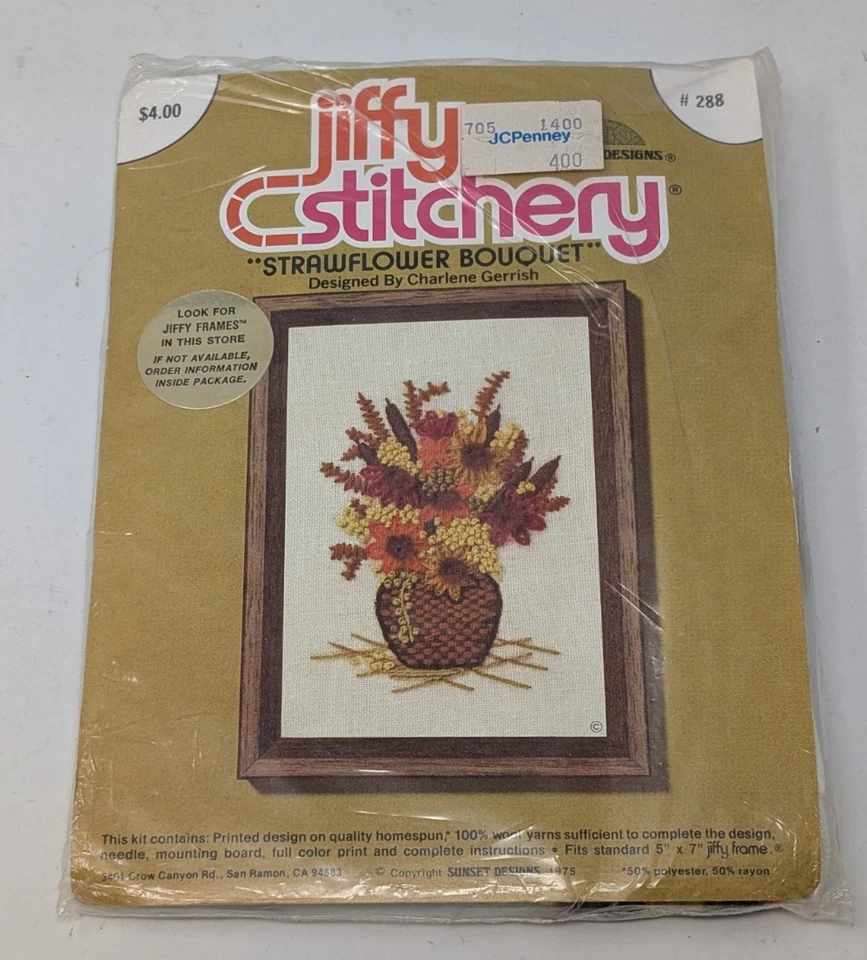 $4.00
# 288
jiffy
705 1400
JCPenney
400
DESIGNS®
stitchery®
"STRAWFLOWER BOUQUET"
Designed By Charlene Gerrish
LOOK FOR
JIFFY FRAMES™
IN THIS STORE
IF NOT AVAILABLE,
ORDER INFORMATION
INSIDE PACKAGE.
©
This kit contains: Printed design on quality homespun,* 100% wool yarns sufficient to complete the design,
needle, mounting board, full color print and complete instructions • Fits standard 5" x 7" jiffy frame.®
Crow Canyon Rd., San Ramon, CA 94583 © Copyright SUNSET DESIGNS 1975 *50% polyester, 50% rayon